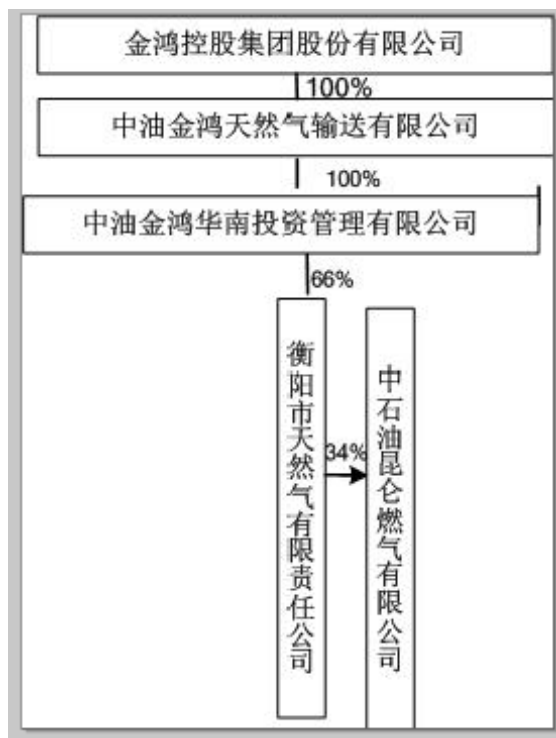 金鸿控股集团股份有限公司
100%
中油金鸿天然气输送有限公司
100%
中油金鸿华南投资管理有限公司
66%
衡阳市天然气有限责任公司
34%
中石油昆仑燃气有限公司